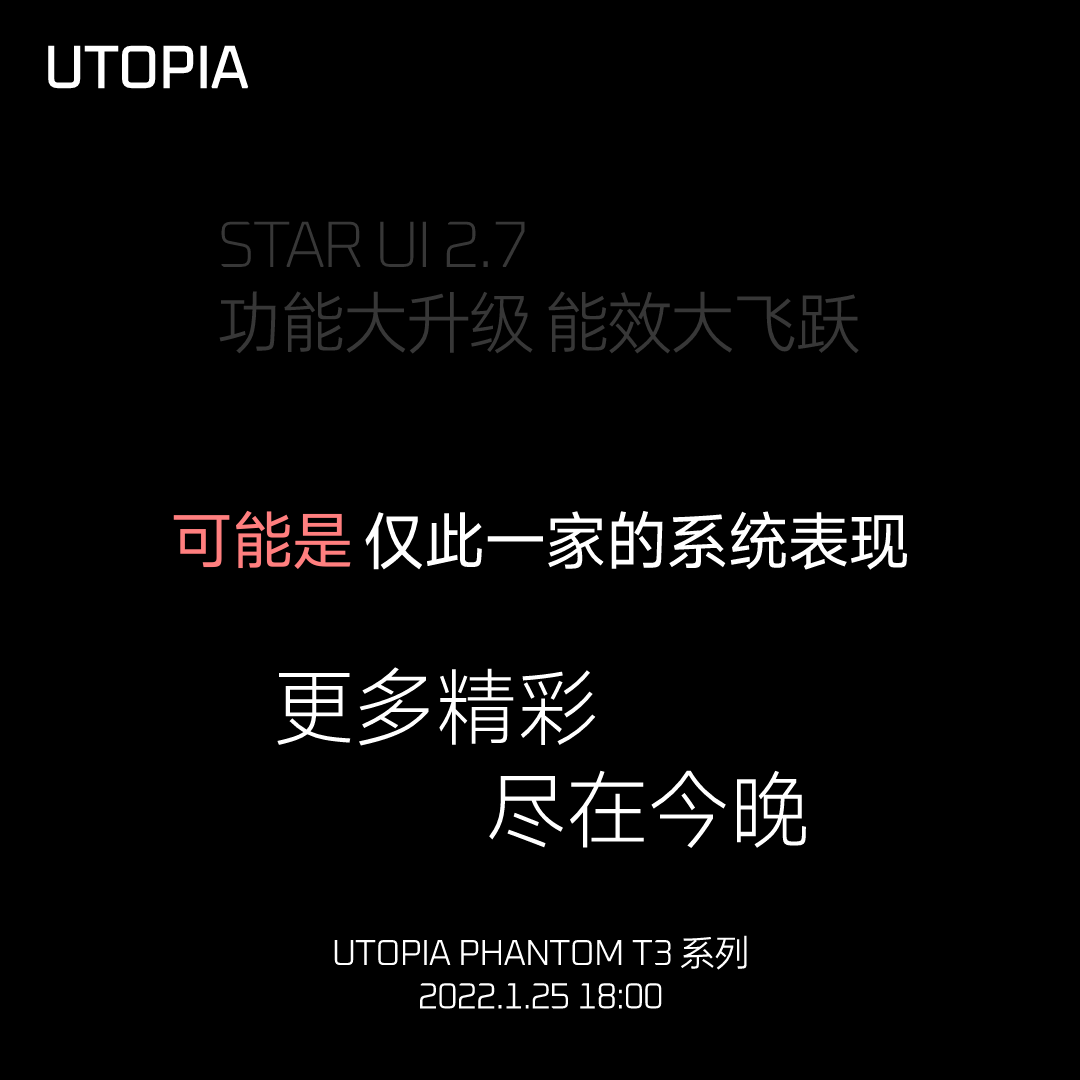 UTOPIA
STAR UI 2.7
功能大升级 能效大飞跃
可能是 仅此一家的系统表现
更多精彩
尽在今晚
UTOPIA PHANTOM T3 系列
2022.1.25 18:00